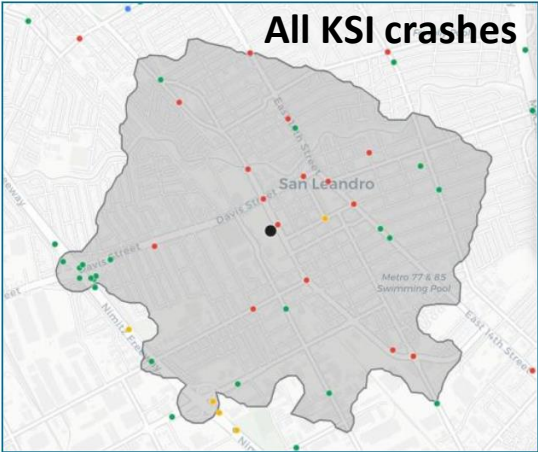 All KSI crashes
East 14th Street
San Leandro
Davis Street
Davis Street
Metro 77 & 85
Swimming Pool
Nimitz Freeway
East 14th Street